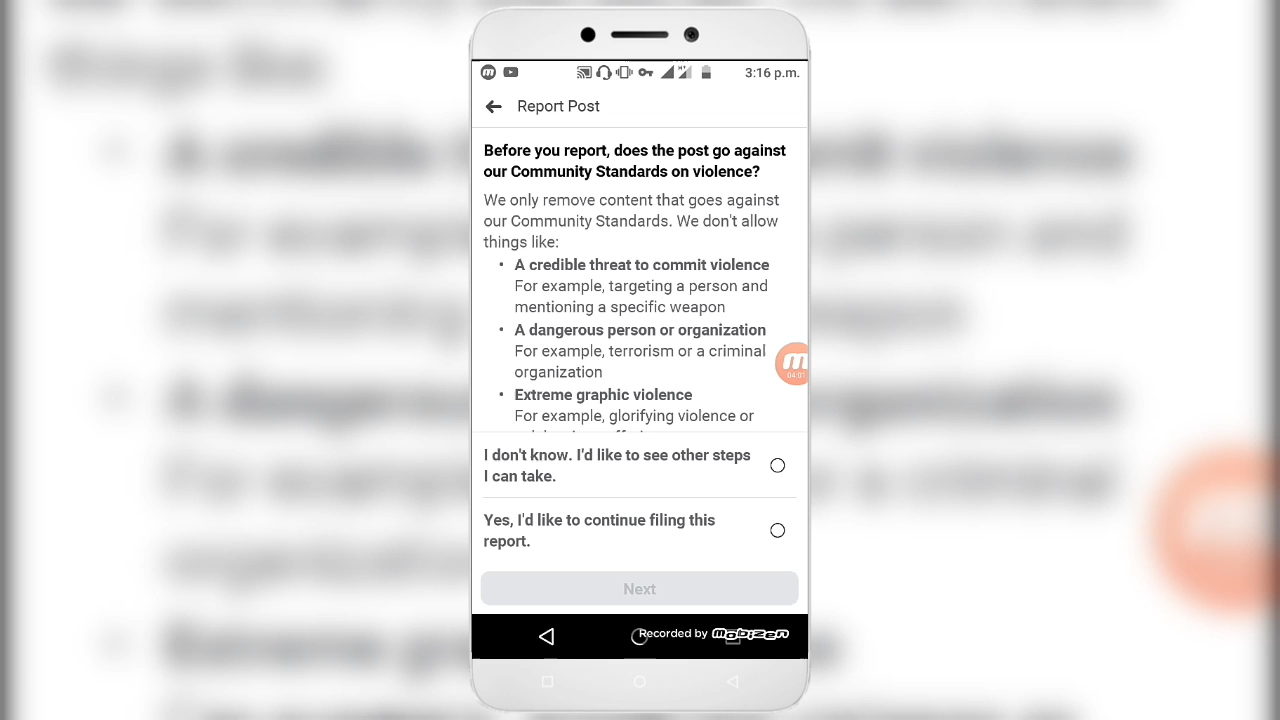 3:16 p.m.
Report Post
Before you report, does the post go against
our Community Standards on violence?
We only remove content that goes against
our Community Standards. We don't allow
things like:
• A credible threat to commit violence
For example, targeting a person and
mentioning a specific weapon
• A dangerous person or organization
For example, terrorism or a criminal
organization
04:01
• Extreme graphic violence
For example, glorifying violence or
I don't know. I'd like to see other steps
I can take.
Yes, I'd like to continue filing this
report.
Next
Recorded by mobizen